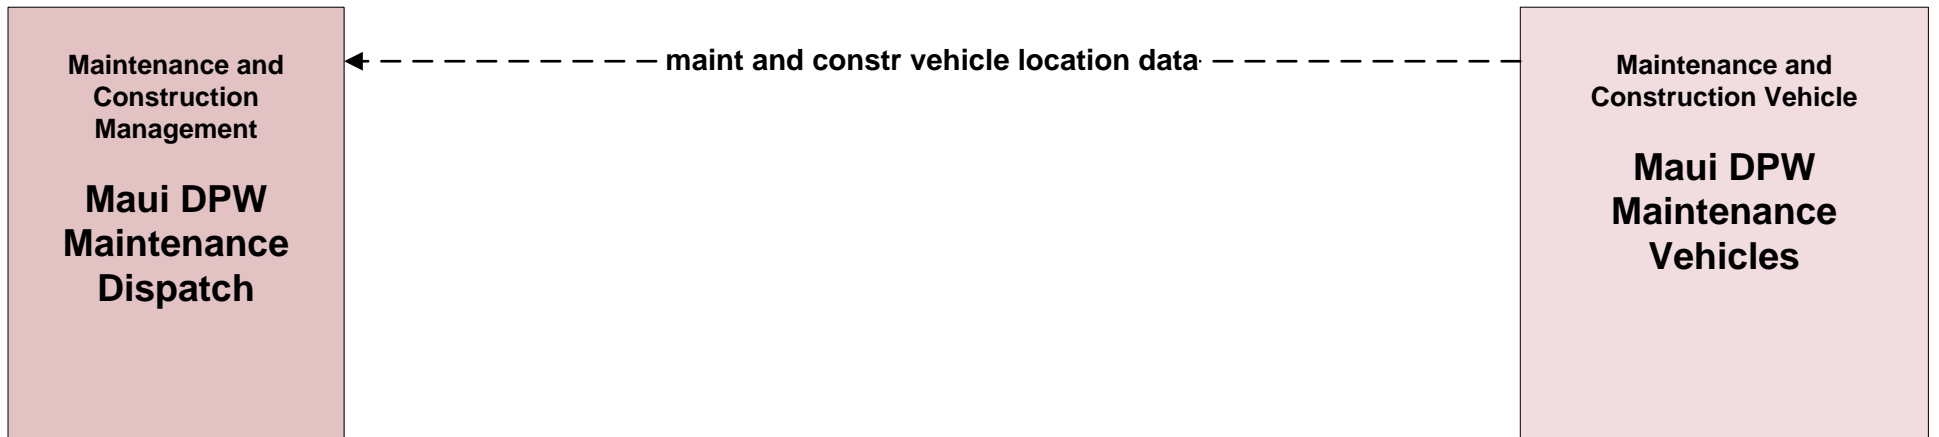 Maintenance and
Construction
Management
Maui DPW
Maintenance
Dispatch
maint and constr vehicle location data
Maintenance and
Construction Vehicle
Maui DPW
Maintenance
Vehicles